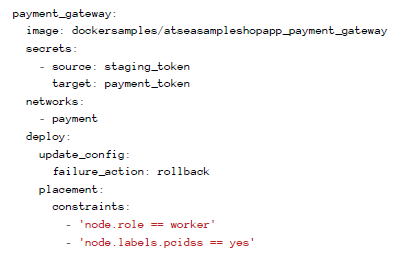 payment_gateway:
  image: dockersamples/atseasampleshopapp_payment_gateway
  secrets:
    - source: staging_token
      target: payment_token
  networks:
    - payment
  deploy:
    update_config:
      failure_action: rollback
    placement:
      constraints:
        - 'node.role == worker'
        - 'node.labels.pcidss == yes'